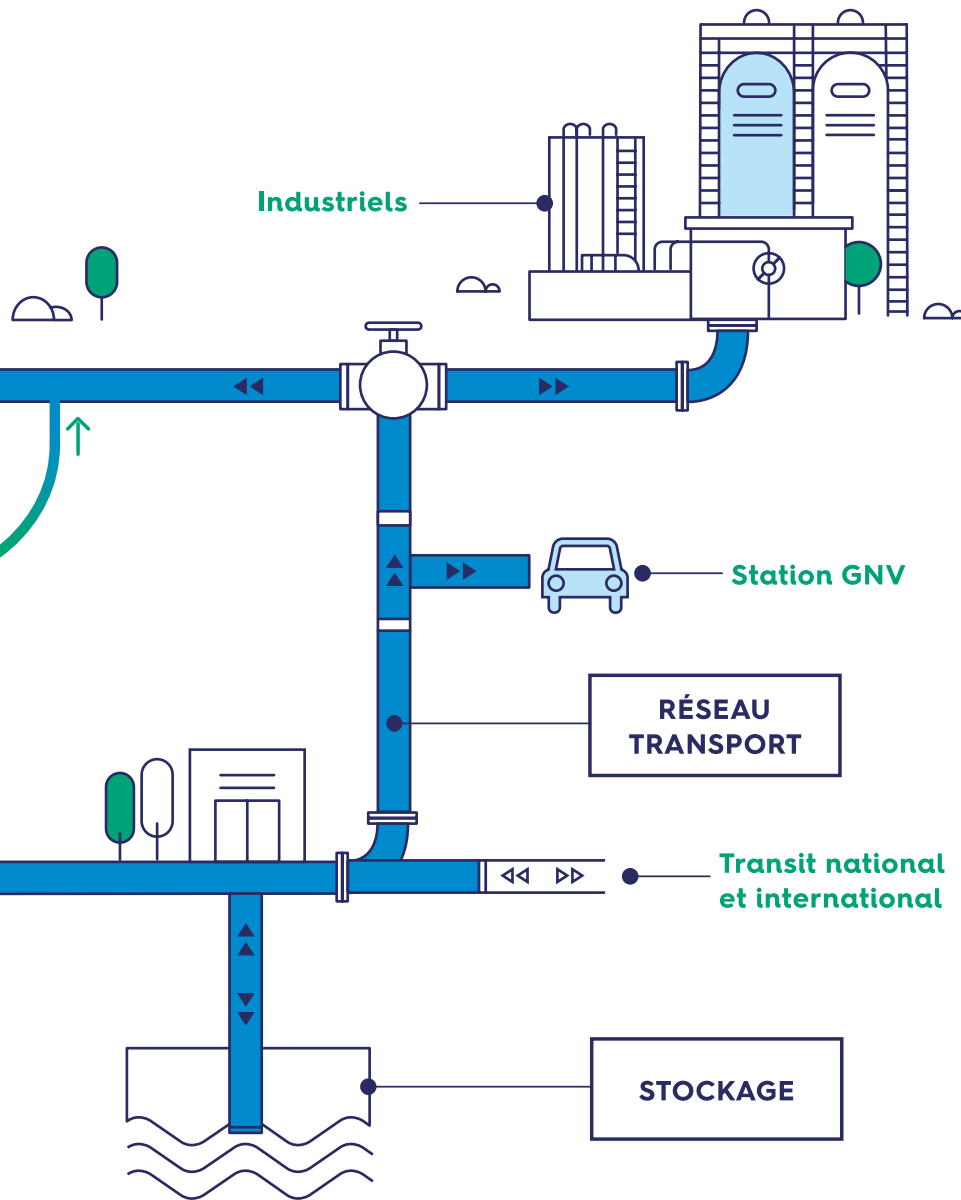 Industriels
Station GNV
RÉSEAU
TRANSPORT
Transit national
et international
STOCKAGE